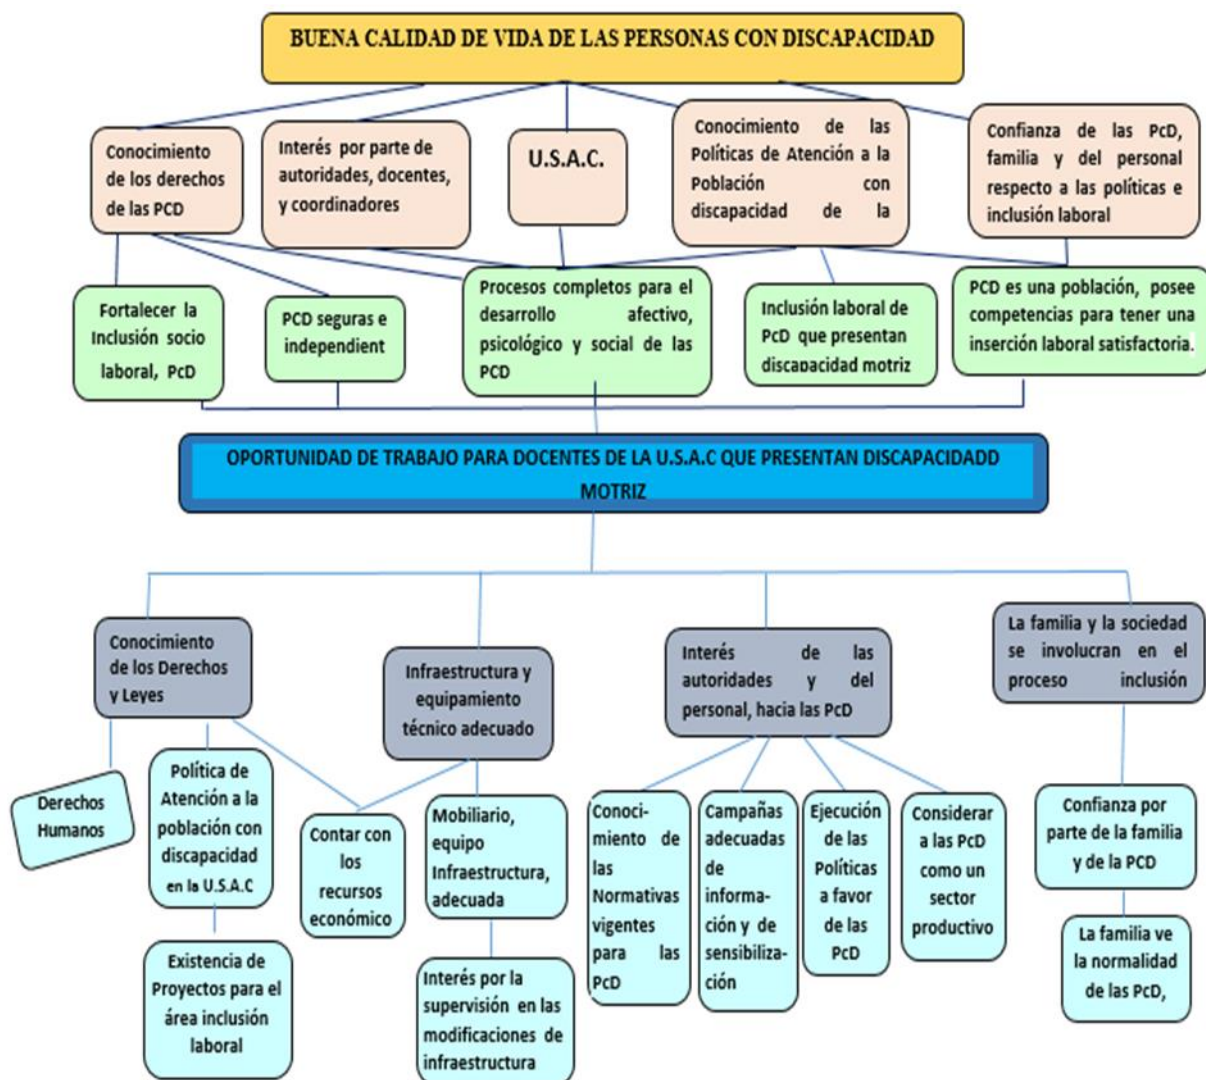 BUENA CALIDAD DE VIDA DE LAS PERSONAS CON DISCAPACIDAD
Conocimiento
de los derechos
de las PCD
Interés por parte de
autoridades, docentes,
y coordinadores
U.S.A.C.
Conocimiento de las
Políticas de Atención a la
Población con
discapacidad de la
Confianza de las PcD,
familia y del personal
respecto a las políticas e
inclusión laboral
Fortalecer la
Inclusión socio
laboral, PcD
PCD seguras e
independient
Procesos completos para el
desarrollo afectivo,
psicológico y social de las
PCD
Inclusión laboral de
PcD que presentan
discapacidad motriz
PCD es una población, posee
competencias para tener una
inserción laboral satisfactoria.
OPORTUNIDAD DE TRABAJO PARA DOCENTES DE LA U.S.A.C QUE PRESENTAN DISCAPACIDADD
MOTRIZ
Conocimiento
de los Derechos
y Leyes
Infraestructura y
equipamiento
técnico adecuado
Interés de las
autoridades y del
personal, hacia las PcD
La familia y la sociedad
se involucran en el
proceso inclusión
Derechos
Humanos
Política de
Atención a la
población con
discapacidad
en la U.S.A.C
Contar con
los
recursos
económico
Mobiliario,
equipo
Infraestructura,
adecuada
Conoci-
miento de
las
Normativas
vigentes
para las
PcD
Campañas
adecuadas
de
informa-
ción y de
sensibiliza-
ción
Ejecución
de las
Políticas
a favor
de las
PcD
Considerar
a las PcD
como un
sector
productivo
Confianza por
parte de la familia
y de la PCD
Existencia de
Proyectos para el
área inclusión
laboral
Interés por la
supervisión en las
modificaciones de
infraestructura
La familia ve
la normalidad
de las PcD,